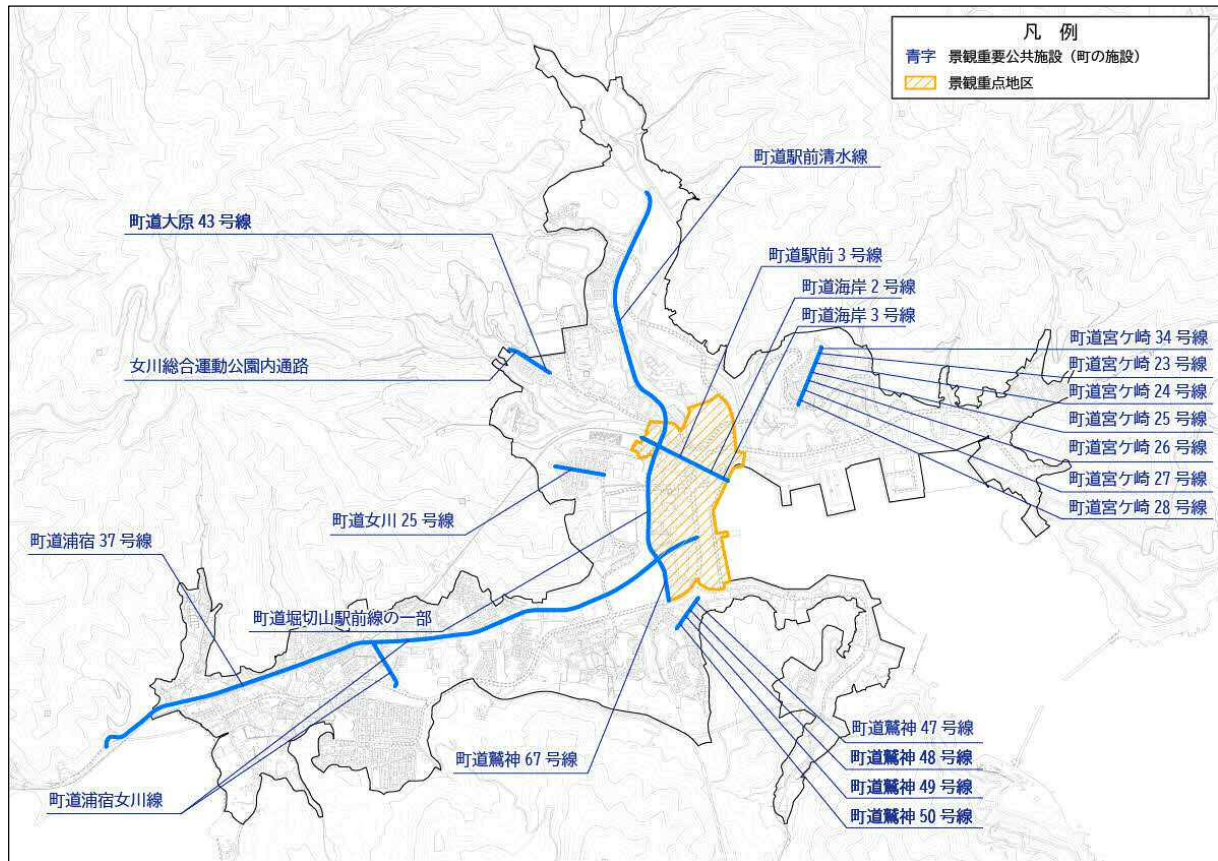 凡 例
青字 景観重要公共施設（町の施設）
景観重点地区
町道駅前清水線
町道大原 43 号線
町道駅前 3 号線
町道海岸 2 号線
町道海岸 3 号線
町道宮ケ崎 34 号線
女川総合運動公園内通路
町道宮ケ崎 23 号線
町道宮ケ崎 24 号線
町道宮ケ崎 25 号線
町道宮ケ崎 26 号線
町道宮ケ崎 27 号線
町道宮ケ崎 28 号線
町道女川 25 号線
町道浦宿 37 号線
町道堀切山駅前線の一部
町道鷲神 47 号線
町道鷲神 67 号線
町道鷲神 48 号線
町道鷲神 49 号線
町道浦宿女川線
町道鷲神 50 号線